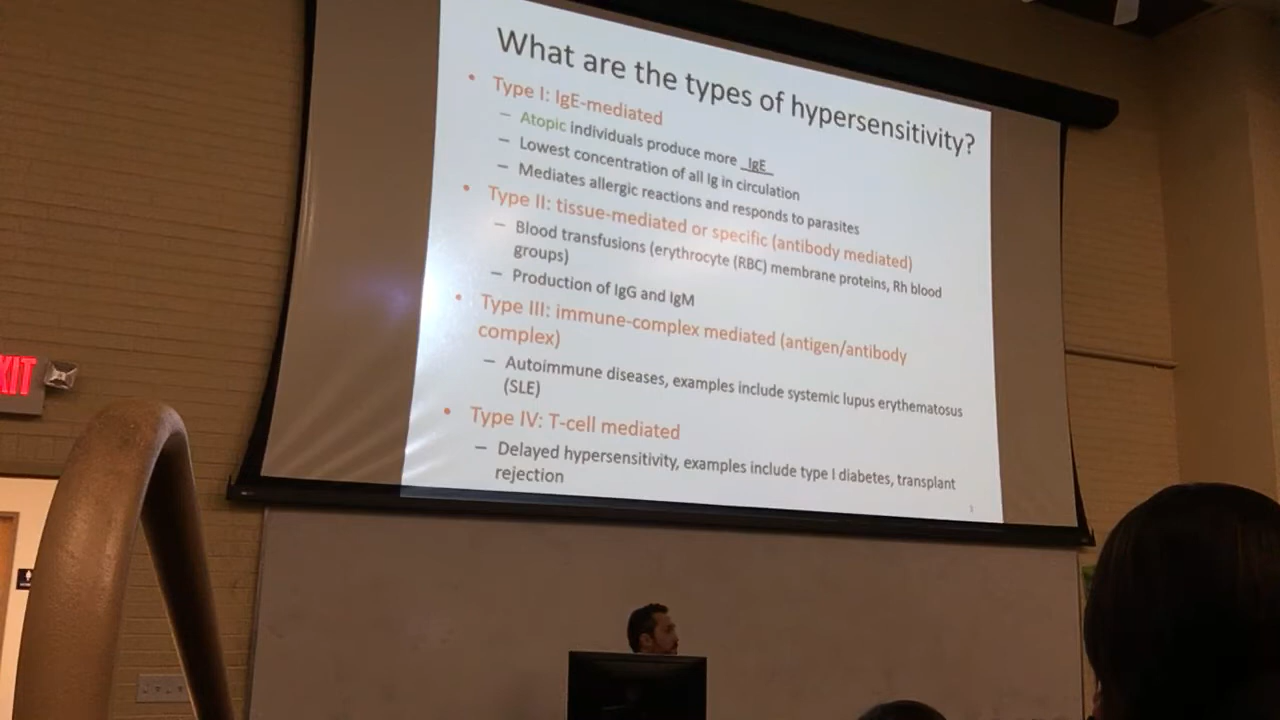 What are the types of hypersensitivity?
• Type I: IgE-mediated
– Atopic individuals produce more _IgE_
– Lowest concentration of all Ig in circulation
– Mediates allergic reactions and responds to parasites
• Type II: tissue-mediated or specific (antibody mediated)
– Blood transfusions (erythrocyte (RBC) membrane proteins, Rh blood
groups)
– Production of IgG and IgM
• Type III: immune-complex mediated (antigen/antibody
complex)
– Autoimmune diseases, examples include systemic lupus erythematosus
(SLE)
• Type IV: T-cell mediated
– Delayed hypersensitivity, examples include type I diabetes, transplant
rejection
XIT